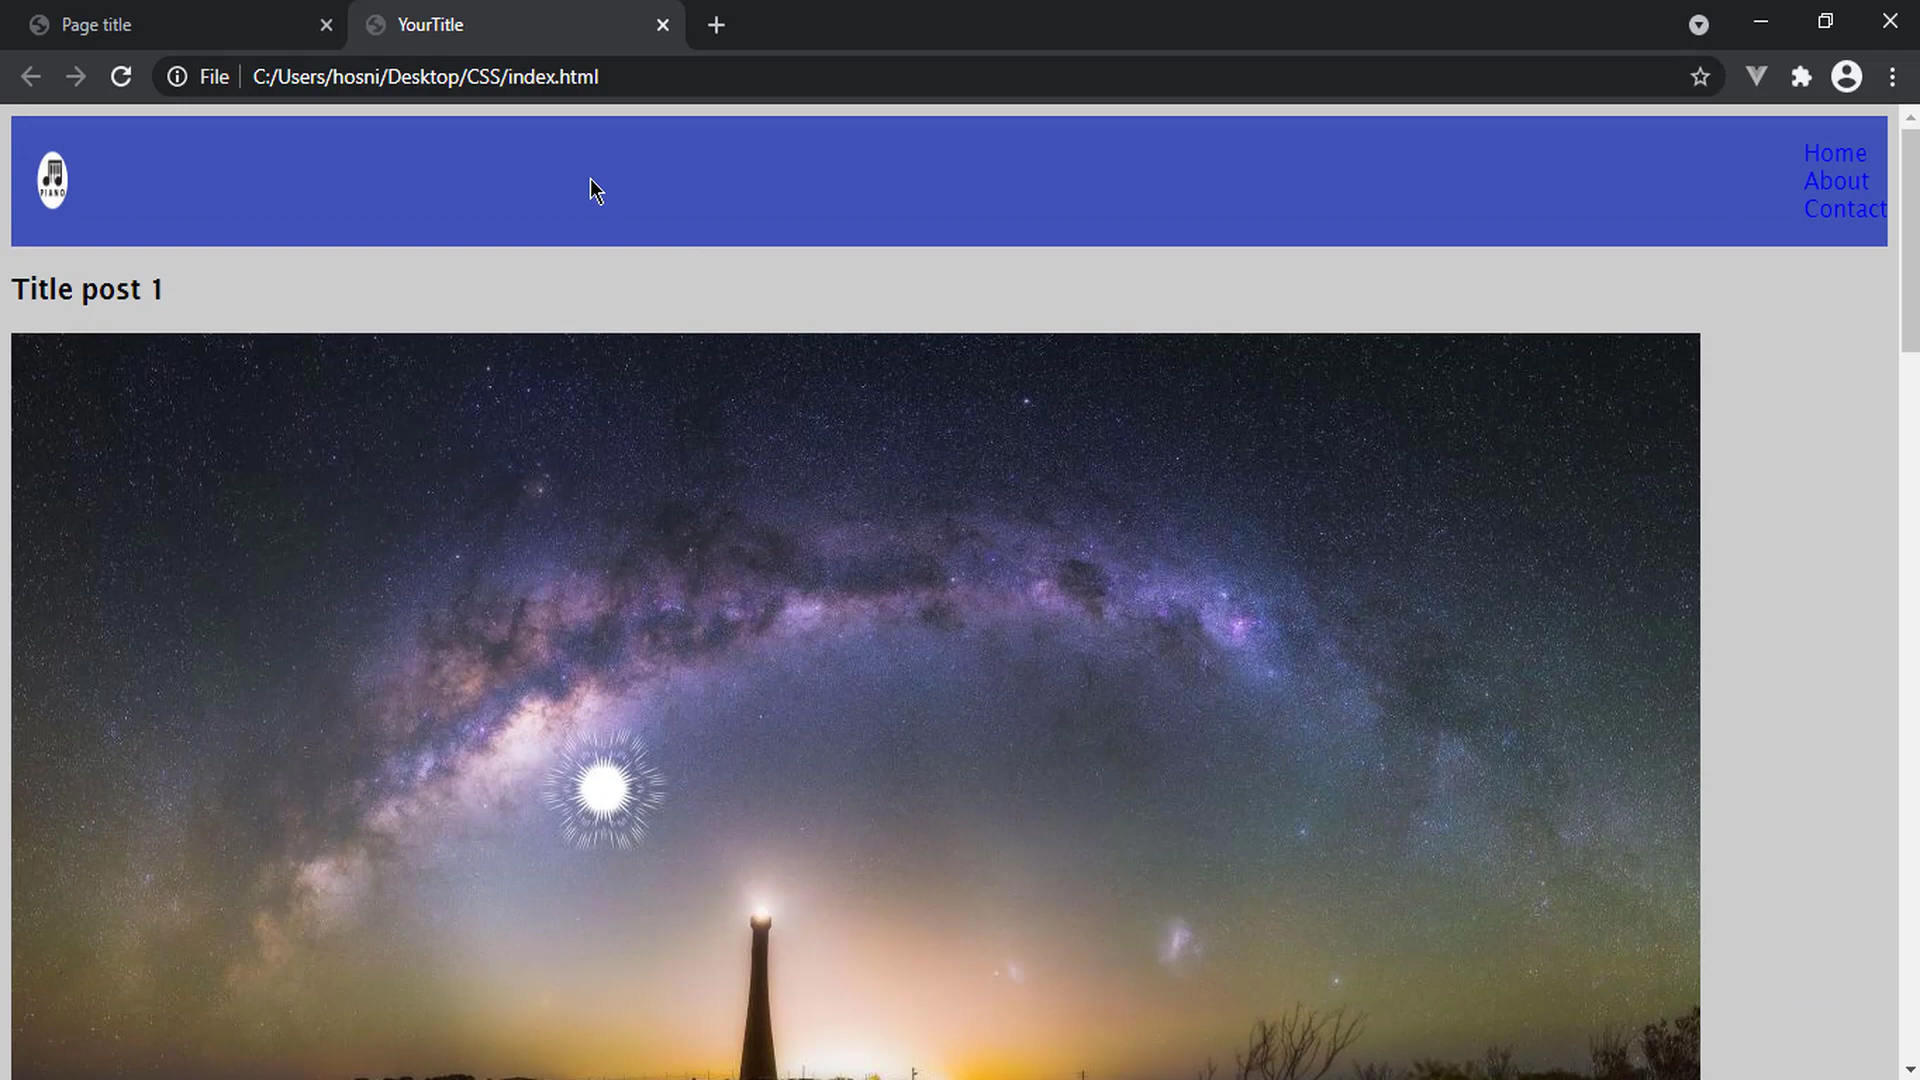 Page title
YourTitle
File
C:/Users/hosni/Desktop/CSS/index.html
PIANO
Home
About
Contact
Title post 1